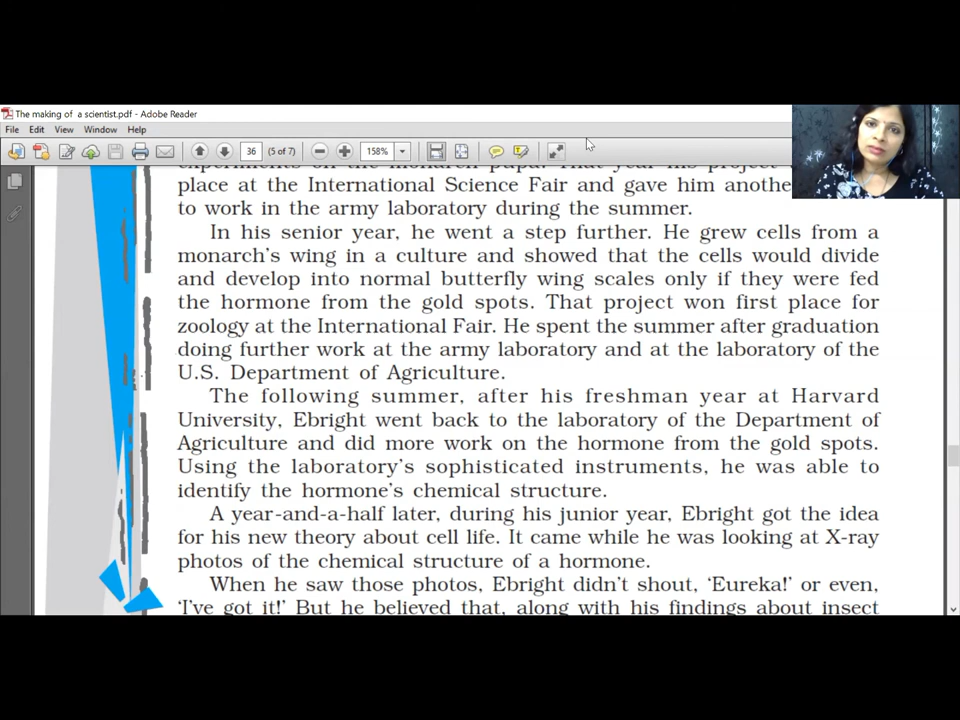 The making of a scientist.pdf - Adobe Reader
File Edit View Window Help
36 (5 of 7) 158%
experiments on the monarch pupa. That year his project
place at the International Science Fair and gave him anothe
to work in the army laboratory during the summer.
In his senior year, he went a step further. He grew cells from a
monarch's wing in a culture and showed that the cells would divide
and develop into normal butterfly wing scales only if they were fed
the hormone from the gold spots. That project won first place for
zoology at the International Fair. He spent the summer after graduation
doing further work at the army laboratory and at the laboratory of the
U.S. Department of Agriculture.
The following summer, after his freshman year at Harvard
University, Ebright went back to the laboratory of the Department of
Agriculture and did more work on the hormone from the gold spots.
Using the laboratory's sophisticated instruments, he was able to
identify the hormone's chemical structure.
A year-and-a-half later, during his junior year, Ebright got the idea
for his new theory about cell life. It came while he was looking at X-ray
photos of the chemical structure of a hormone.
When he saw those photos, Ebright didn't shout, 'Eureka!' or even,
'I've got it!' But he believed that, along with his findings about insect